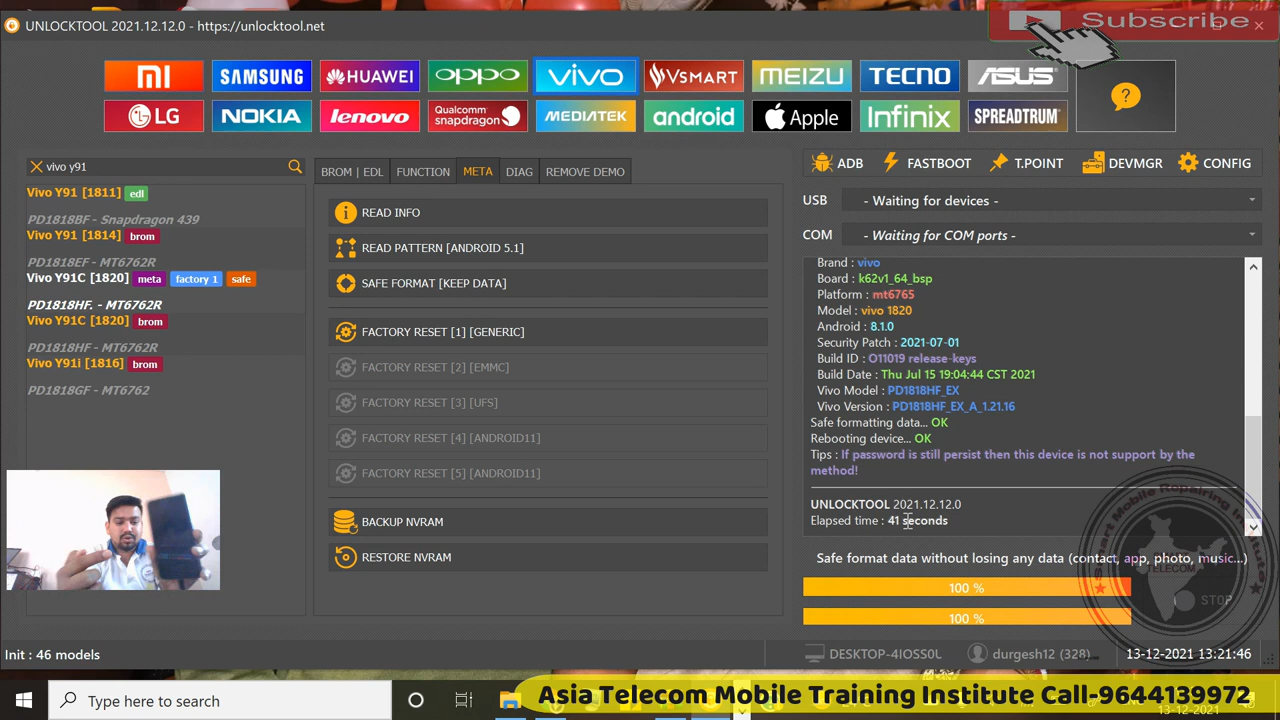 UNLOCKTOOL 2021.12.12.0 - https://unlocktool.net
Subscribe
MI
SAMSUNG
HUAWEI
OPPO
vivo
VSMART
MEIZU
TECNO
ASUS
LG
NOKIA
lenovo
Qualcomm snapdragon
MEDIATEK
android
Apple
Infinix
SPREADTRUM
?
vivo y91
BROM | EDL
FUNCTION
META
DIAG
REMOVE DEMO
ADB
FASTBOOT
T.POINT
DEVMGR
CONFIG
Vivo Y91 [1811] edl
PD1818BF - Snapdragon 439
Vivo Y91 [1814] brom
PD1818EF - MT6762R
Vivo Y91C [1820] meta factory 1 safe
PD1818HF. - MT6762R
Vivo Y91C [1820] brom
PD1818HF - MT6762R
Vivo Y91i [1816] brom
PD1818GF - MT6762
READ INFO
READ PATTERN [ANDROID 5.1]
SAFE FORMAT [KEEP DATA]
FACTORY RESET [1] [GENERIC]
FACTORY RESET [2] [EMMC]
FACTORY RESET [3] [UFS]
FACTORY RESET [4] [ANDROID11]
FACTORY RESET [5] [ANDROID11]
BACKUP NVRAM
RESTORE NVRAM
USB - Waiting for devices -
COM - Waiting for COM ports -
Brand : vivo
Board : k62v1_64_bsp
Platform : mt6765
Model : vivo 1820
Android : 8.1.0
Security Patch : 2021-07-01
Build ID : O11019 release-keys
Build Date : Thu Jul 15 19:04:44 CST 2021
Vivo Model : PD1818HF_EX
Vivo Version : PD1818HF_EX_A_1.21.16
Safe formatting data... OK
Rebooting device... OK
Tips : If password is still persist then this device is not support by the
method!
UNLOCKTOOL 2021.12.12.0
Elapsed time : 41 seconds
Safe format data without losing any data (contact, app, photo, music...)
100 %
100 %
STOP
Smart Mobile Repairing
TELECOM
Init : 46 models
DESKTOP-4IOSS0U
durgesh12 (328)
13-12-2021 13:21:46
Type here to search
Asia Telecom Mobile Training Institute Call-9644139972
13-12-2021